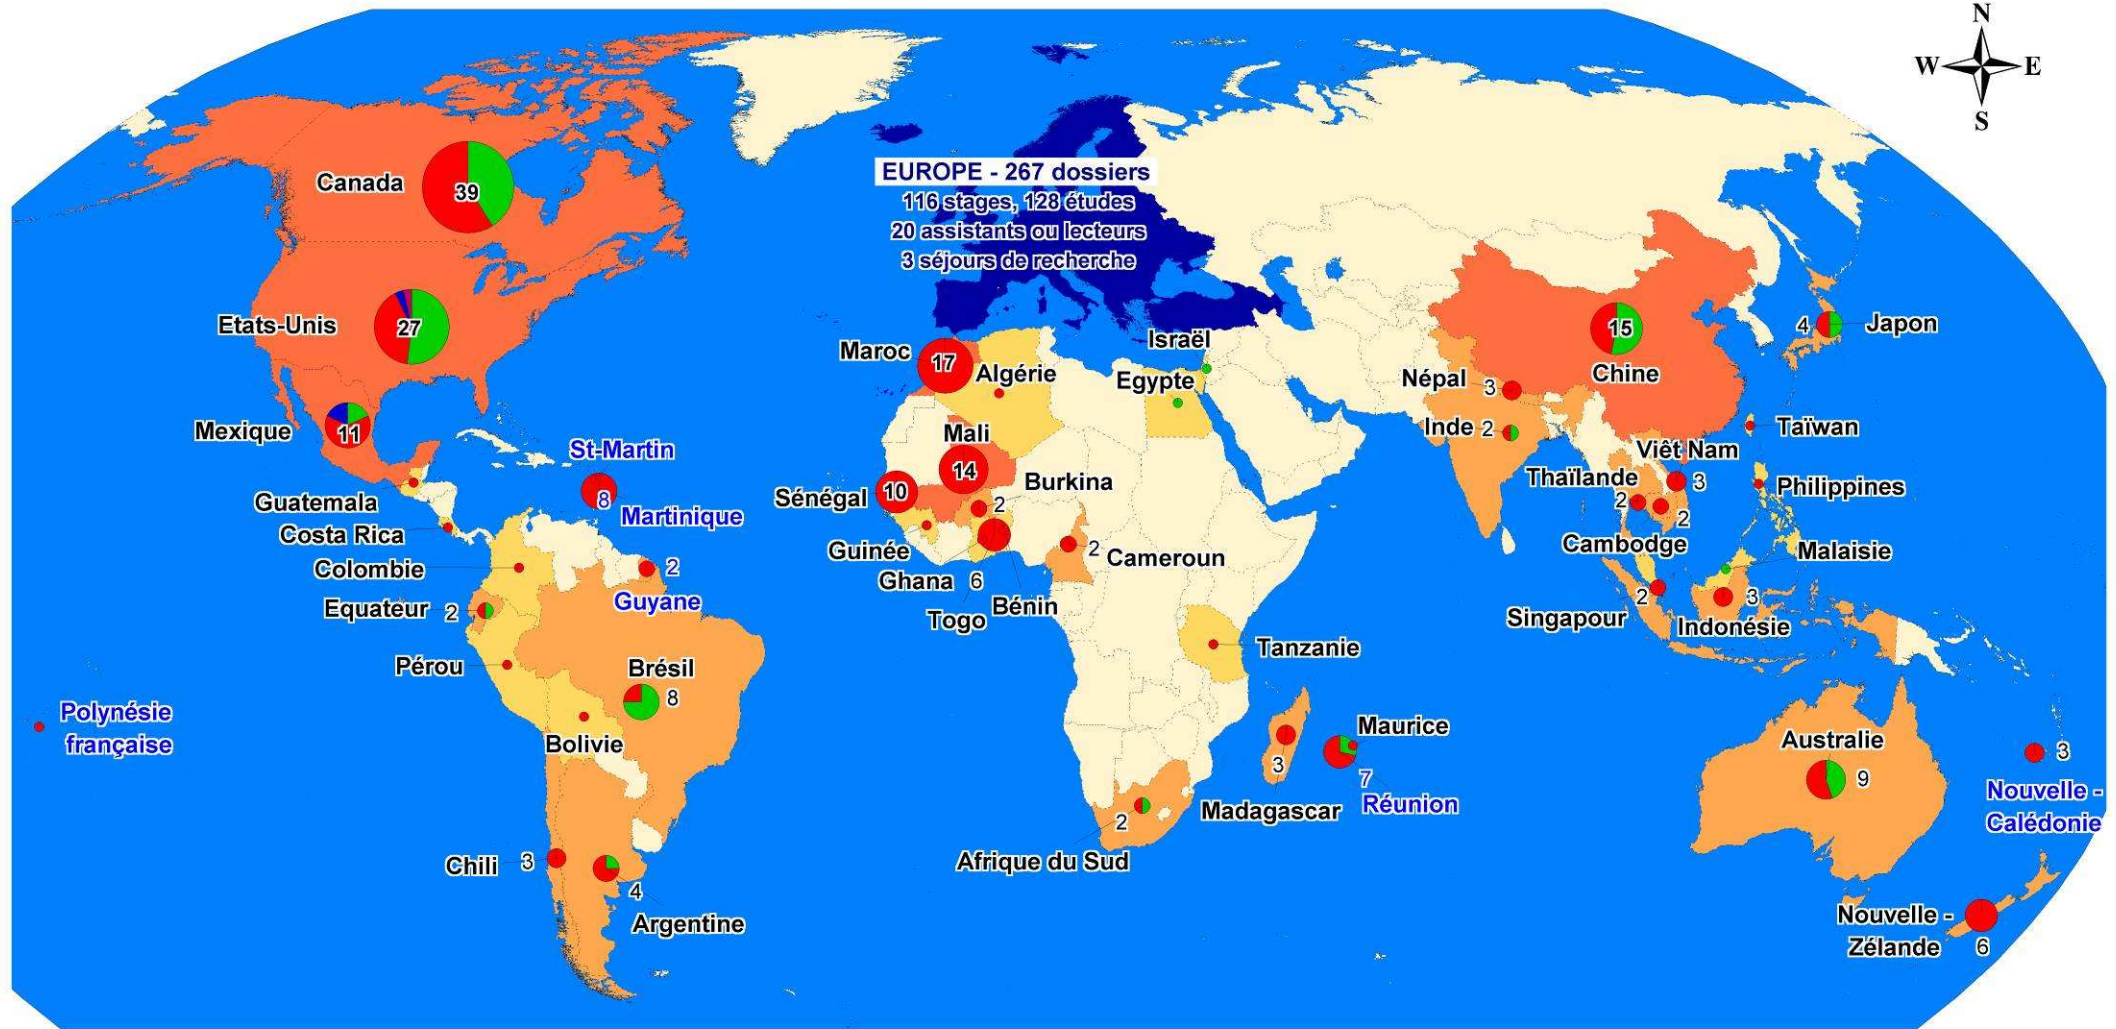 N
W E
S
EUROPE - 267 dossiers
116 stages, 128 études
20 assistants ou lecteurs
3 séjours de recherche
Canada
39
Etats-Unis
27
Mexique
11
Guatemala
Costa Rica
Colombie
Equateur 2
Pérou
Bolivie
Brésil
8
Chili 3
4
Argentine
St-Martin
8
Martinique
2
Guyane
Polynésie
française
Maroc
17
Algérie
Israël
Egypte
Mali
14
Sénégal
10
Burkina
2
Guinée
Ghana 6
Togo
Bénin
2
Cameroun
Tanzanie
Maurice
7
Réunion
3
Madagascar
2
Afrique du Sud
15
Chine
4
Japon
Népal 3
Inde 2
Taïwan
Viêt Nam
3
Thaïlande
2
2
Cambodge
Philippines
Malaisie
2
Singapour
3
Indonésie
Australie
9
3
Nouvelle -
Calédonie
Nouvelle -
Zélande
6